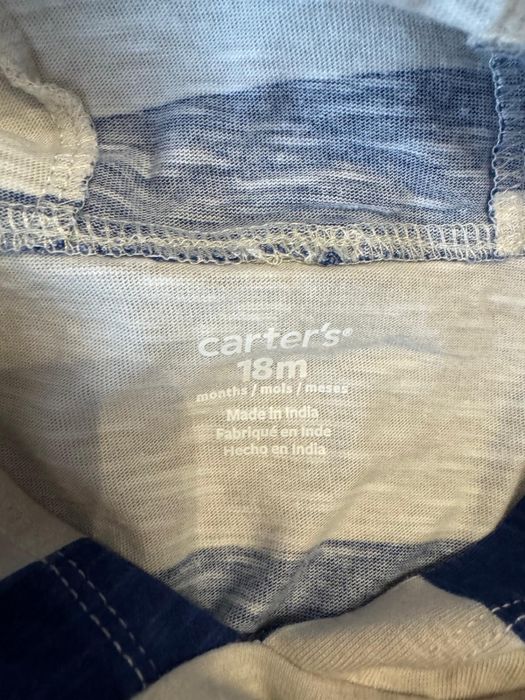 carter's®
18m
months / mois / meses
Made in India
Fabriqué en Inde
Hecho en India